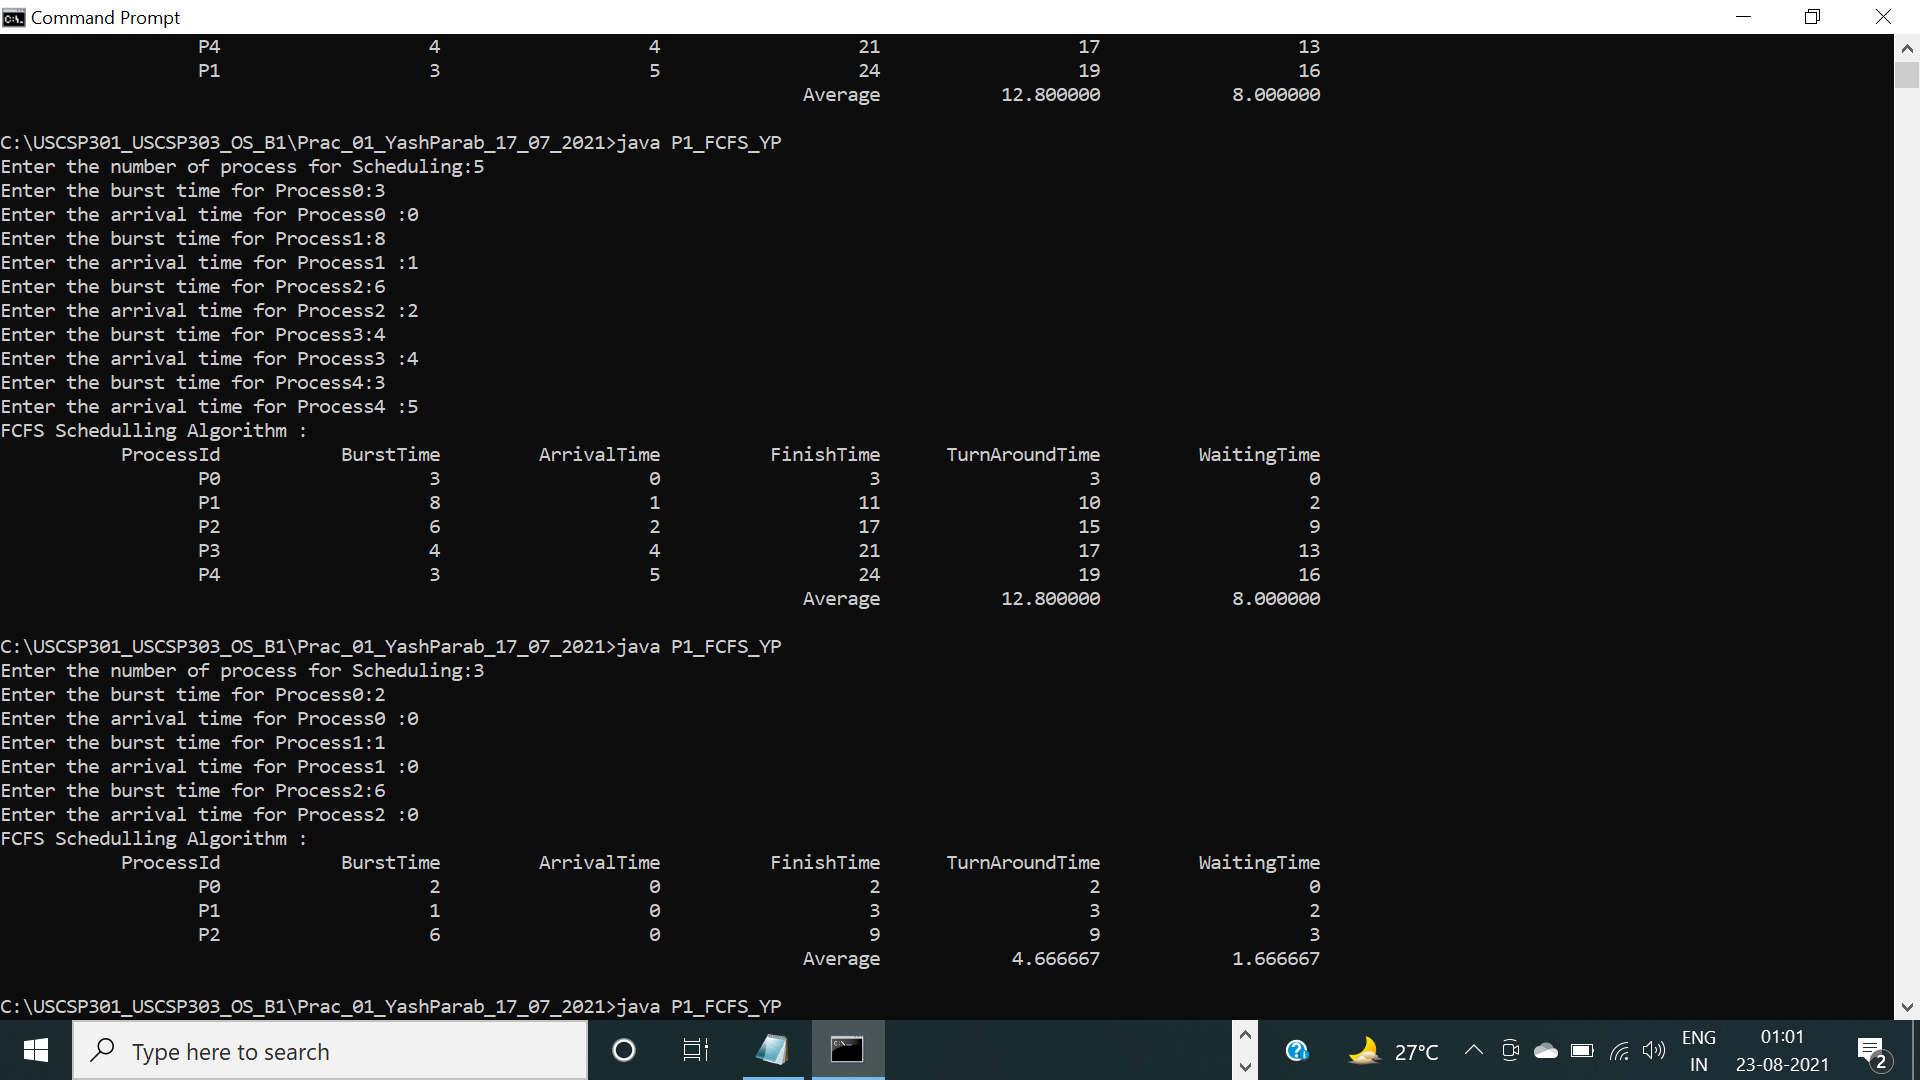 Command Prompt
P4 4 4 21 17 13
P1 3 5 24 19 16
Average 12.800000 8.000000
C:\USCSP301_USCSP303_OS_B1\Prac_01_YashParab_17_07_2021>java P1_FCFS_YP
Enter the number of process for Scheduling:5
Enter the burst time for Process0:3
Enter the arrival time for Process0 :0
Enter the burst time for Process1:8
Enter the arrival time for Process1 :1
Enter the burst time for Process2:6
Enter the arrival time for Process2 :2
Enter the burst time for Process3:4
Enter the arrival time for Process3 :4
Enter the burst time for Process4:3
Enter the arrival time for Process4 :5
FCFS Schedulling Algorithm :
ProcessId BurstTime ArrivalTime FinishTime TurnAroundTime WaitingTime
P0 3 0 3 3 0
P1 8 1 11 10 2
P2 6 2 17 15 9
P3 4 4 21 17 13
P4 3 5 24 19 16
Average 12.800000 8.000000
C:\USCSP301_USCSP303_OS_B1\Prac_01_YashParab_17_07_2021>java P1_FCFS_YP
Enter the number of process for Scheduling:3
Enter the burst time for Process0:2
Enter the arrival time for Process0 :0
Enter the burst time for Process1:1
Enter the arrival time for Process1 :0
Enter the burst time for Process2:6
Enter the arrival time for Process2 :0
FCFS Schedulling Algorithm :
ProcessId BurstTime ArrivalTime FinishTime TurnAroundTime WaitingTime
P0 2 0 2 2 0
P1 1 0 3 3 2
P2 6 0 9 9 3
Average 4.666667 1.666667
C:\USCSP301_USCSP303_OS_B1\Prac_01_YashParab_17_07_2021>java P1_FCFS_YP
Type here to search
27°C
ENG
IN
01:01
23-08-2021
2